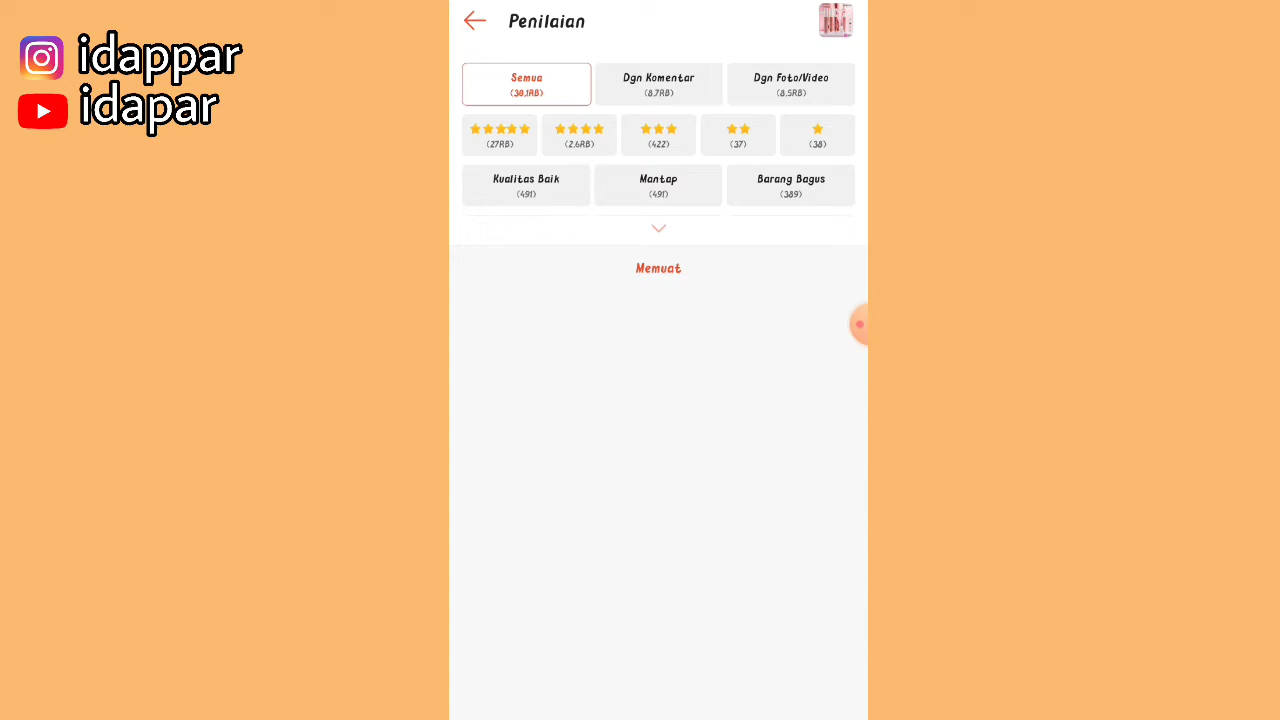 idappar
idapar
Penilaian
Semua
(30,1RB)
Dgn Komentar
(8,7RB)
Dgn Foto/Video
(8,5RB)
(27RB)
(2,6RB)
(422)
(37)
(38)
Kualitas Baik
(491)
Mantap
(491)
Barang Bagus
(389)
Memuat